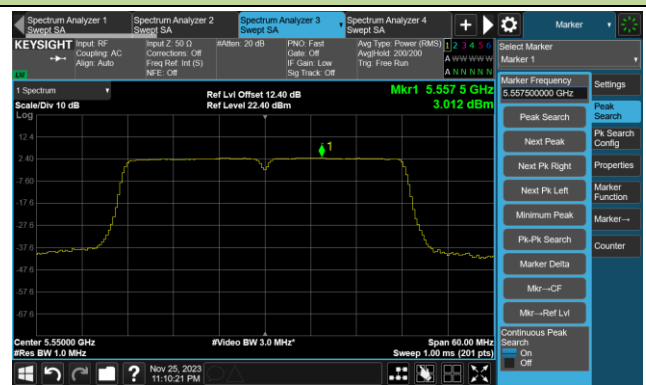 Spectrum Analyzer 1
Swept SA
Spectrum Analyzer 2
Swept SA
Spectrum Analyzer 3
Swept SA
Spectrum Analyzer 4
Swept SA
Marker
KEYSIGHT
Input: RF
Coupling: AC
Align: Auto
Input Z: 50 Ω
Corrections: Off
Freq Ref: Int (S)
NFE: Off
#Atten: 20 dB
PNO: Fast
Gate: Off
IF Gain: Low
Sig Track: Off
Avg Type: Power (RMS)
Avg|Hold: 200/200
Trig: Free Run
1 2 3 4 5 6
A W W W W W
A N N N N N
LVI
Select Marker
Marker 1
1 Spectrum
Scale/Div 10 dB
Log
Ref Lvl Offset 12.40 dB
Ref Level 22.40 dBm
Mkr1 5.557 5 GHz
3.012 dBm
12.4
2.40
-7.60
-17.6
-27.6
-37.6
-47.6
-57.6
-67.6
1
Center 5.55000 GHz
#Res BW 1.0 MHz
#Video BW 3.0 MHz*
Span 60.00 MHz
Sweep 1.00 ms (201 pts)
Marker Frequency
5.557500000 GHz
Peak Search
Next Peak
Next Pk Right
Next Pk Left
Minimum Peak
Pk-Pk Search
Marker Delta
Mkr→CF
Mkr→Ref Lvl
Continuous Peak
Search
On
Off
Settings
Peak
Search
Pk Search
Config
Properties
Marker
Function
Marker→
Counter
Nov 25, 2023
11:10:21 PM